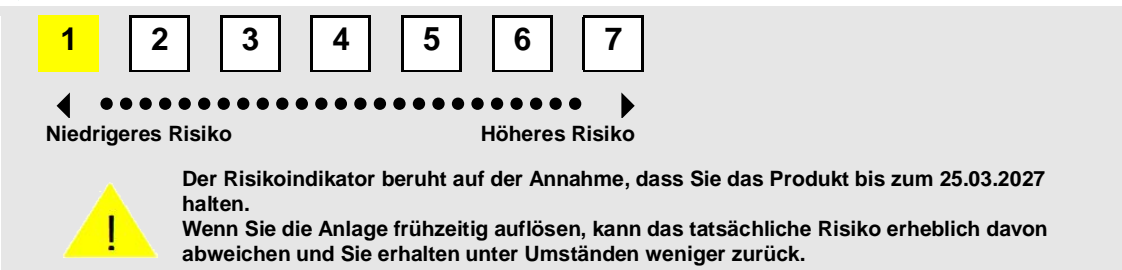 1 2 3 4 5 6 7
Niedrigeres Risiko Höheres Risiko
Der Risikoindikator beruht auf der Annahme, dass Sie das Produkt bis zum 25.03.2027
halten.
Wenn Sie die Anlage frühzeitig auflösen, kann das tatsächliche Risiko erheblich davon
abweichen und Sie erhalten unter Umständen weniger zurück.
!